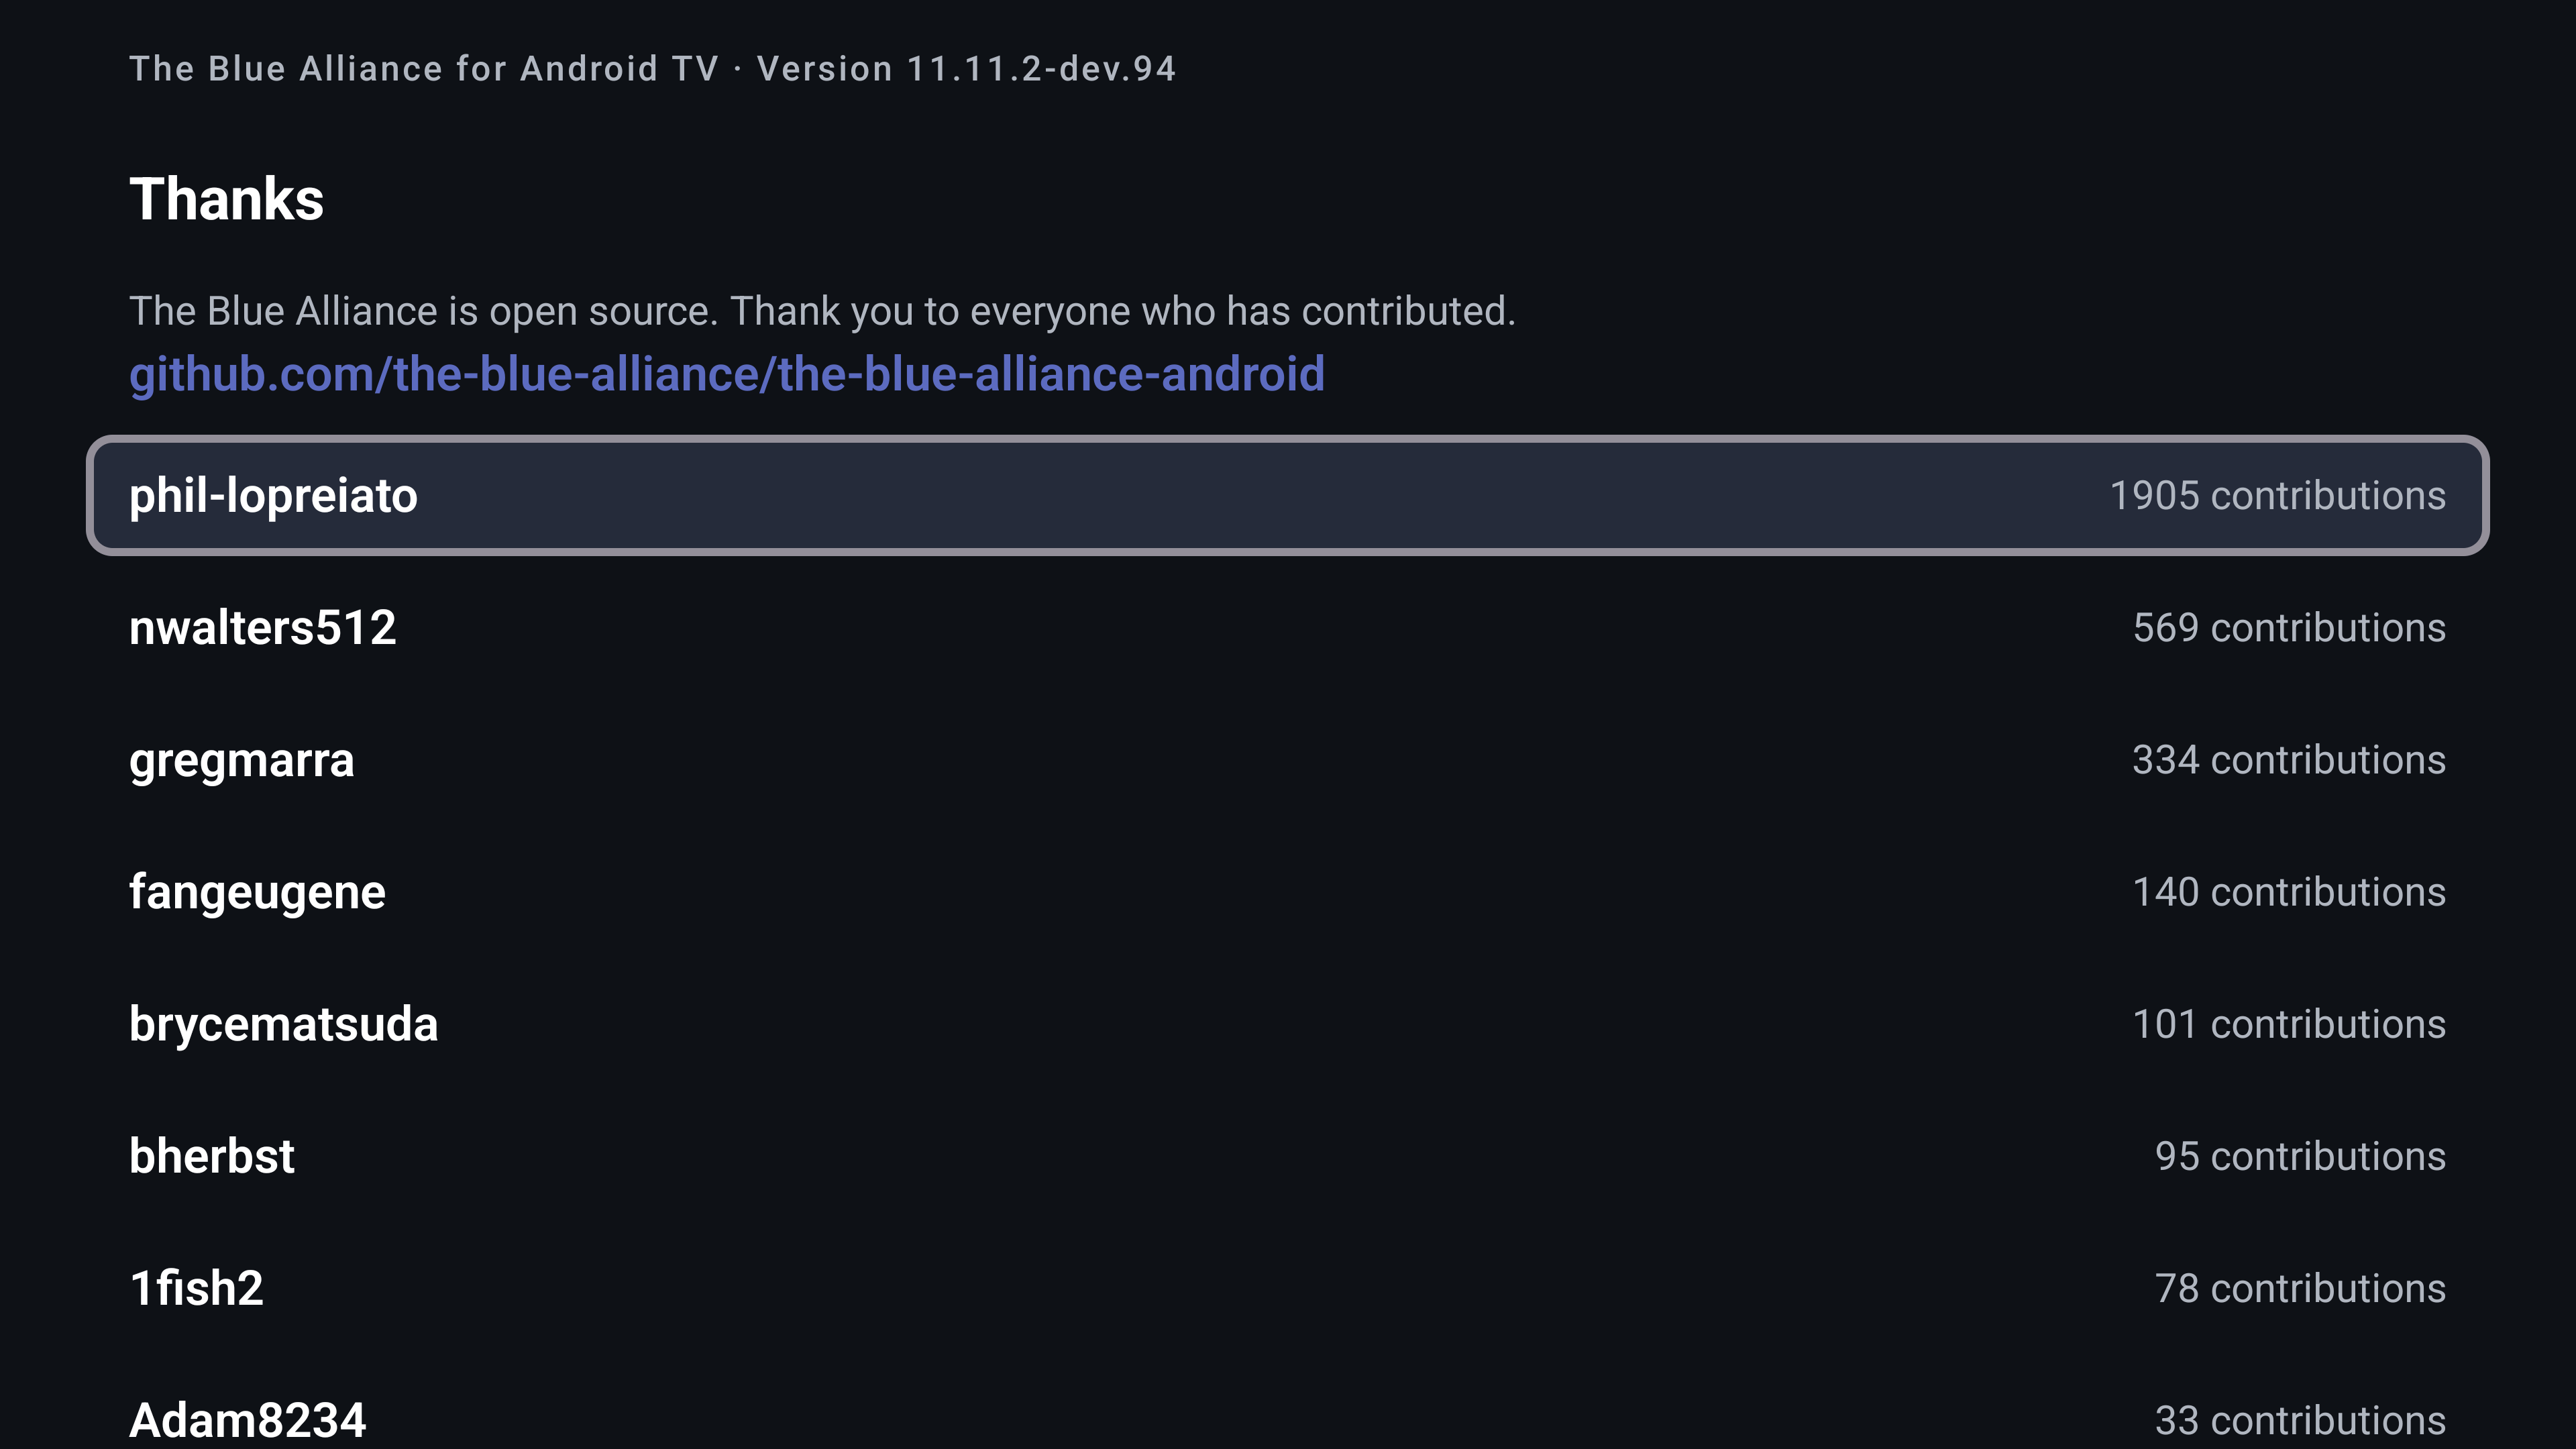 The Blue Alliance for Android TV · Version 11.11.2-dev.94
Thanks
The Blue Alliance is open source. Thank you to everyone who has contributed.
github.com/the-blue-alliance/the-blue-alliance-android
phil-lopreiato 1905 contributions
nwalters512 569 contributions
gregmarra 334 contributions
fangeugene 140 contributions
brycematsuda 101 contributions
bherbst 95 contributions
1fish2 78 contributions
Adam8234 33 contributions